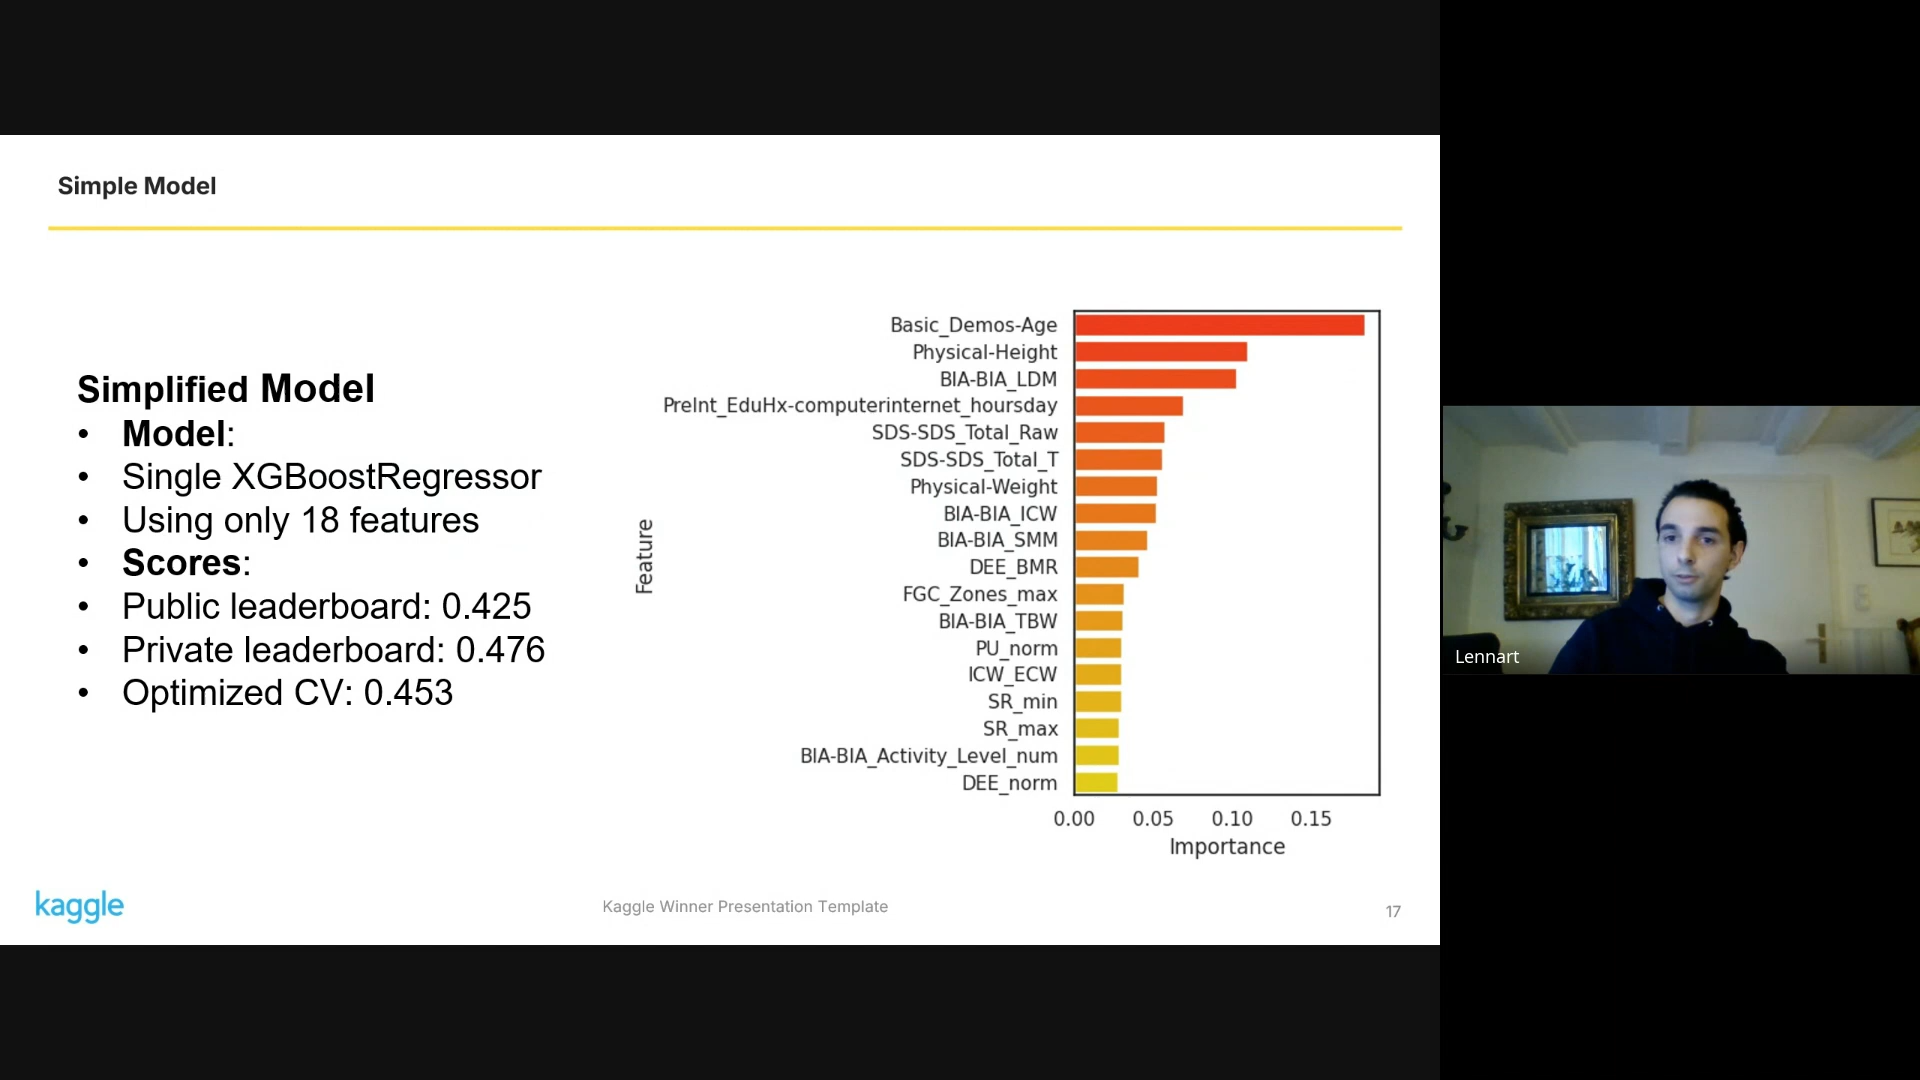 Simple Model
Simplified Model
• Model:
• Single XGBoostRegressor
• Using only 18 features
• Scores:
• Public leaderboard: 0.425
• Private leaderboard: 0.476
• Optimized CV: 0.453
Feature
Basic_Demos-Age
Physical-Height
BIA-BIA_LDM
PreInt_EduHx-computerinternet_hoursday
SDS-SDS_Total_Raw
SDS-SDS_Total_T
Physical-Weight
BIA-BIA_ICW
BIA-BIA_SMM
DEE_BMR
FGC_Zones_max
BIA-BIA_TBW
PU_norm
ICW_ECW
SR_min
SR_max
BIA-BIA_Activity_Level_num
DEE_norm
0.00 0.05 0.10 0.15
Importance
kaggle
Kaggle Winner Presentation Template
17
Lennart